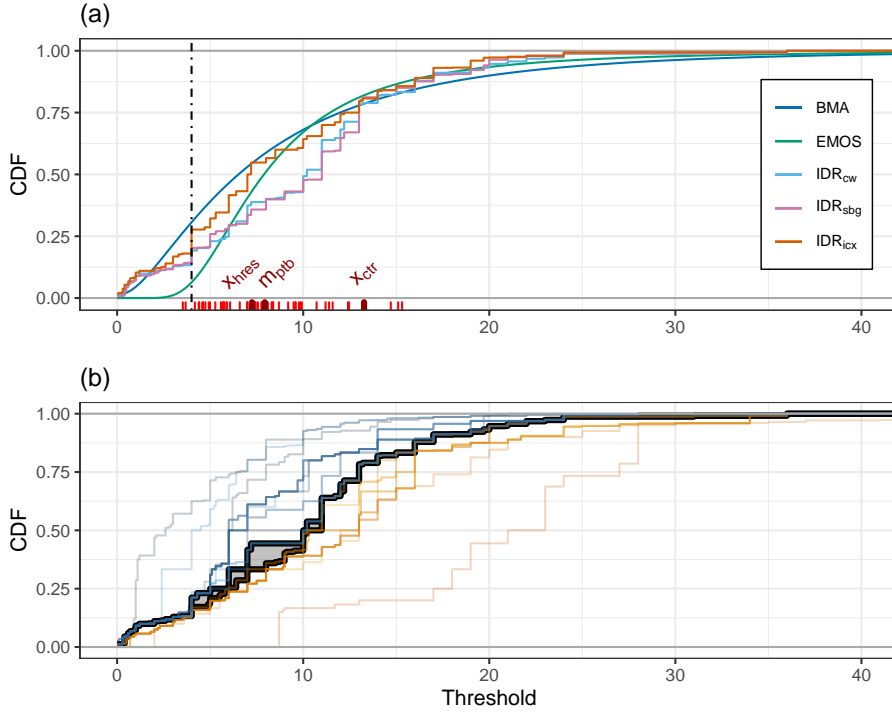 (a)
1.00
0.75
0.50
0.25
0.00
CDF
BMA
EMOS
IDRcw
IDRsbg
IDRicx
xhres
mptb
xctr
0 10 20 30 40
(b)
1.00
0.75
0.50
0.25
0.00
CDF
0 10 20 30 40
Threshold